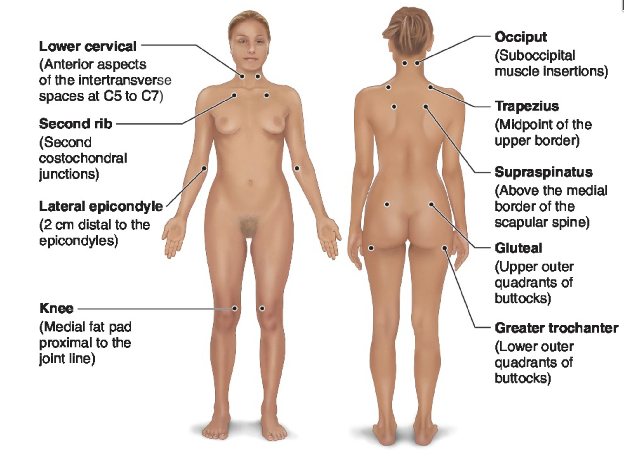 Lower cervical
(Anterior aspects
of the intertransverse
spaces at C5 to C7)
Second rib
(Second
costochondral
junctions)
Lateral epicondyle
(2 cm distal to the
epicondyles)
Knee
(Medial fat pad
proximal to the
joint line)
Occiput
(Suboccipital
muscle insertions)
Trapezius
(Midpoint of the
upper border)
Supraspinatus
(Above the medial
border of the
scapular spine)
Gluteal
(Upper outer
quadrants of
buttocks)
Greater trochanter
(Lower outer
quadrants of
buttocks)